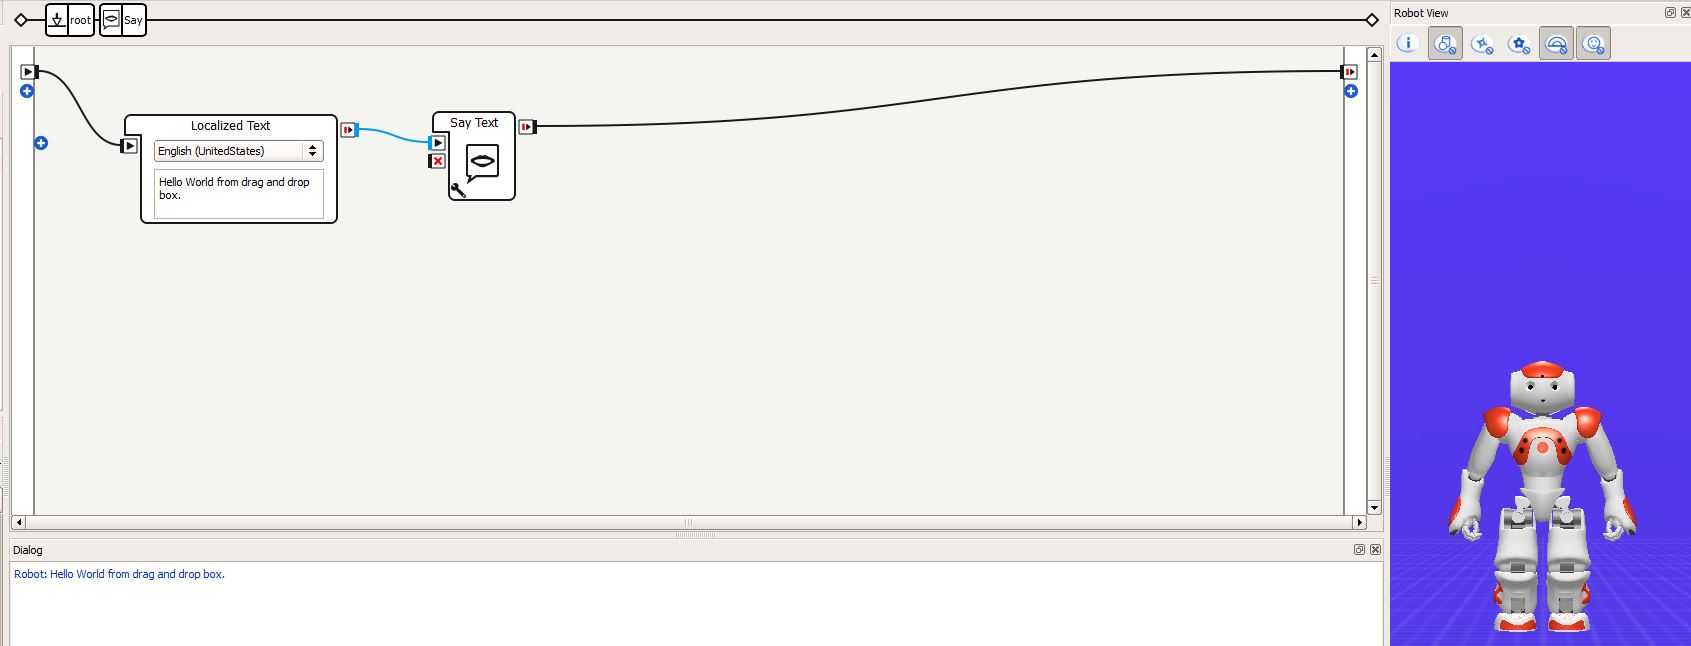 root
Say
Robot View
Localized Text
Say Text
English (UnitedStates)
Hello World from drag and drop
box.
Dialog
Robot: Hello World from drag and drop box.